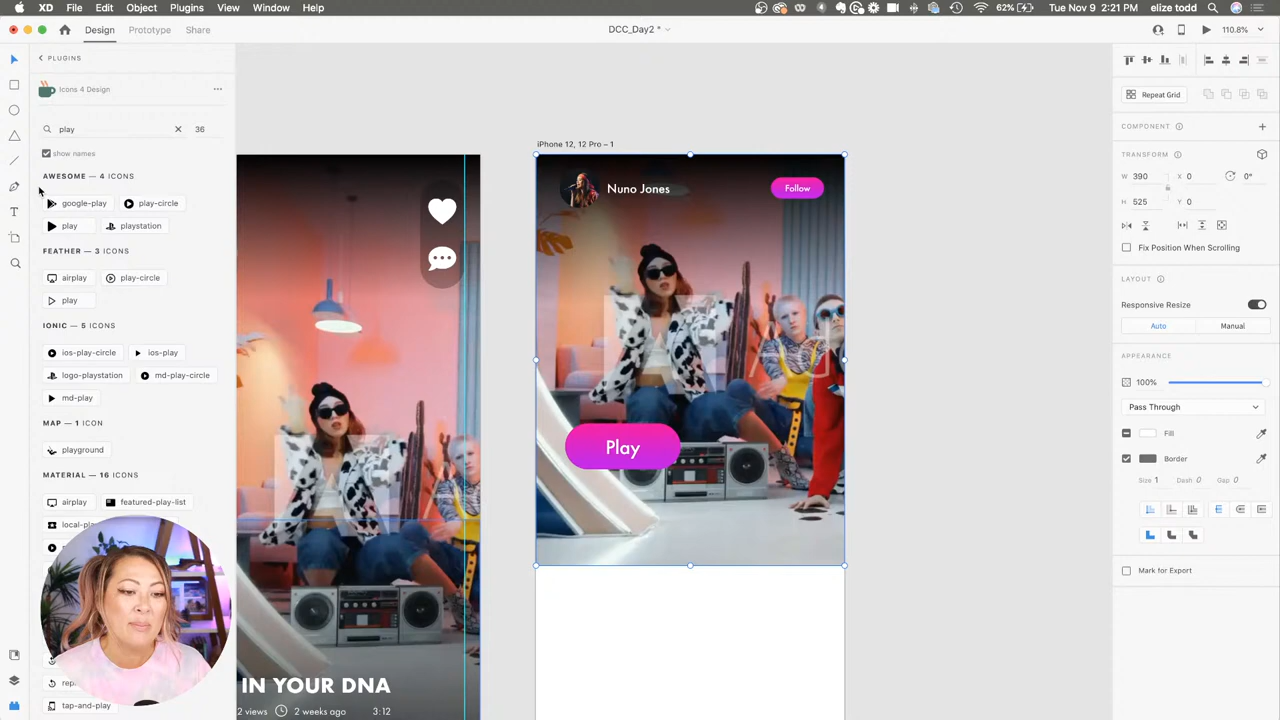 XD File Edit Object Plugins View Window Help
62% Tue Nov 9 2:21 PM elize todd
Design Prototype Share
DCC_Day2 *
110.8%
PLUGINS
Icons 4 Design
play 36
show names
AWESOME — 4 ICONS
google-play play-circle
play playstation
FEATHER — 3 ICONS
airplay play-circle
play
IONIC — 5 ICONS
ios-play-circle ios-play
logo-playstation md-play-circle
md-play
MAP — 1 ICON
playground
MATERIAL — 16 ICONS
airplay featured-play-list
tap-and-play
IN YOUR DNA
2 views 2 weeks ago 3:12
iPhone 12, 12 Pro – 1
Nuno Jones Follow
Play
Repeat Grid
COMPONENT
TRANSFORM
W 390 X 0 0°
H 525 Y 0
Fix Position When Scrolling
LAYOUT
Responsive Resize
Auto Manual
APPEARANCE
100%
Pass Through
Fill
Border
Size 1 Dash 0 Gap 0
Mark for Export